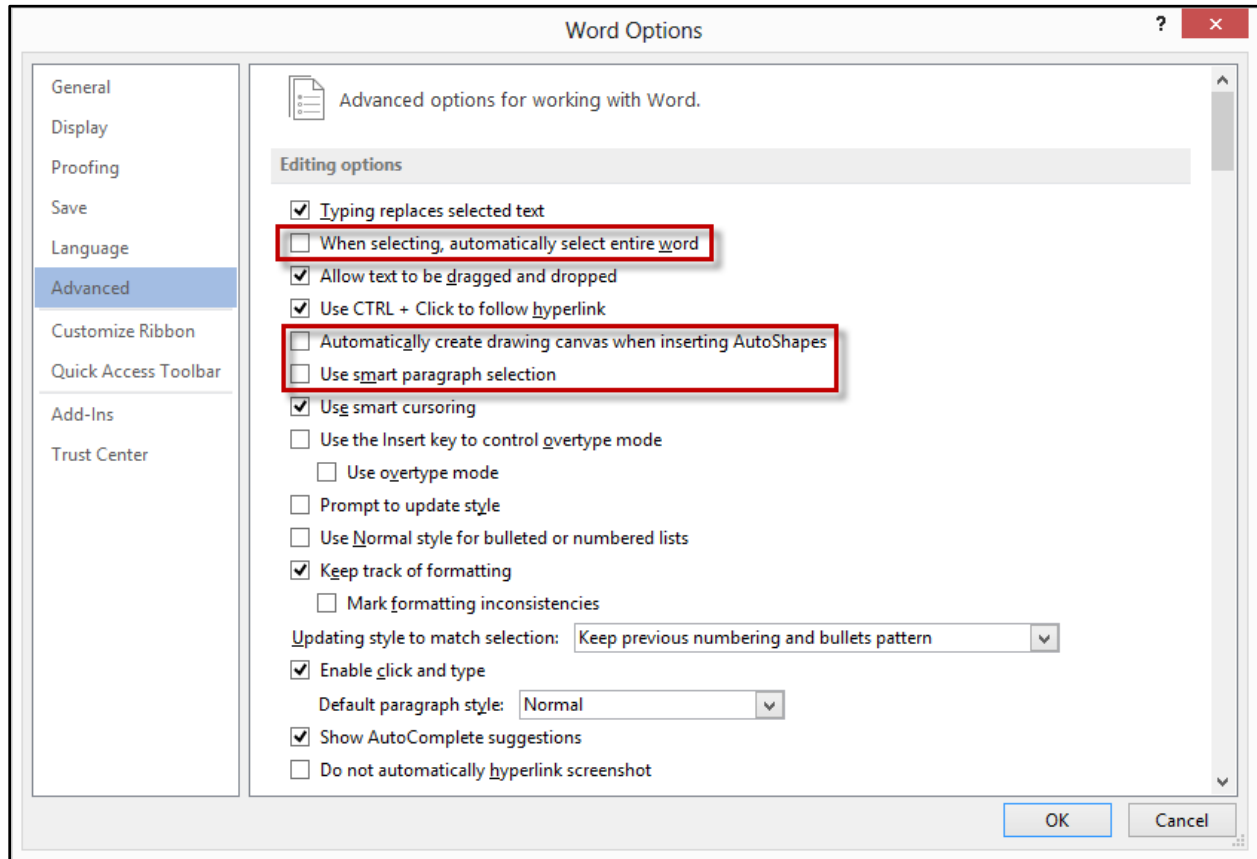 Word Options
?
General
Display
Proofing
Save
Language
Advanced
Customize Ribbon
Quick Access Toolbar
Add-Ins
Trust Center
Advanced options for working with Word.
Editing options
Typing replaces selected text
When selecting, automatically select entire word
Allow text to be dragged and dropped
Use CTRL + Click to follow hyperlink
Automatically create drawing canvas when inserting AutoShapes
Use smart paragraph selection
Use smart cursoring
Use the Insert key to control overtype mode
Use overtype mode
Prompt to update style
Use Normal style for bulleted or numbered lists
Keep track of formatting
Mark formatting inconsistencies
Updating style to match selection: Keep previous numbering and bullets pattern
Enable click and type
Default paragraph style: Normal
Show AutoComplete suggestions
Do not automatically hyperlink screenshot
OK Cancel